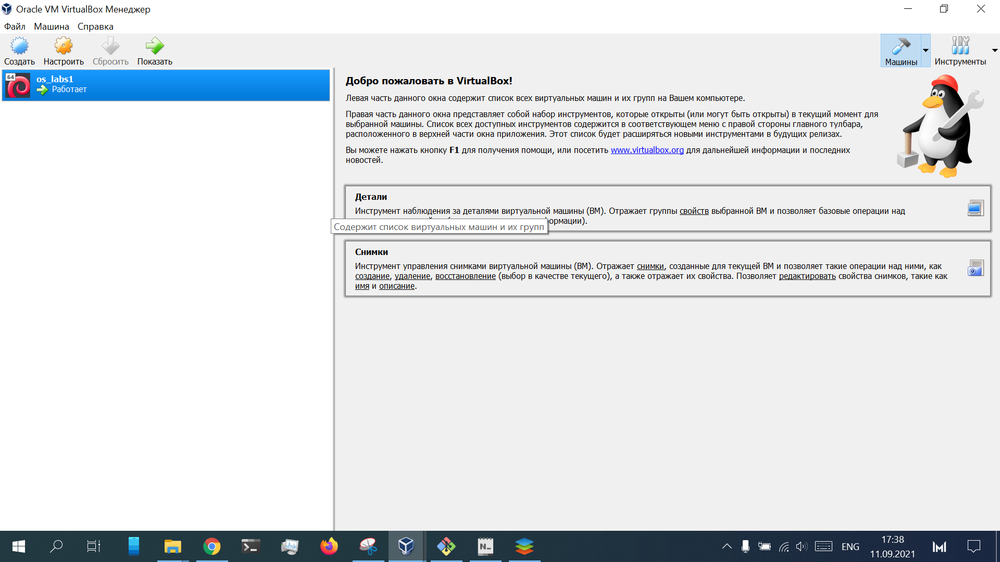 Oracle VM VirtualBox Менеджер
Файл Машина Справка
Создать Настроить Сбросить Показать Машины Инструменты
64
os_labs1
Работает
Добро пожаловать в VirtualBox!
Левая часть данного окна содержит список всех виртуальных машин и их групп на Вашем компьютере.
Правая часть данного окна представляет собой набор инструментов, которые открыты (или могут быть открыты) в текущий момент для
выбранной машины. Список всех доступных инструментов содержится в соответствующем меню с правой стороны главного тулбара,
расположенного в верхней части окна приложения. Этот список будет расширяться новыми инструментами в будущих релизах.
Вы можете нажать кнопку F1 для получения помощи, или посетить www.virtualbox.org для дальнейшей информации и последних
новостей.
Детали
Инструмент наблюдения за деталями виртуальной машины (ВМ). Отражает группы свойств выбранной ВМ и позволяет базовые операции над
формации).
Содержит список виртуальных машин и их групп
Снимки
Инструмент управления снимками виртуальной машины (ВМ). Отражает снимки, созданные для текущей ВМ и позволяет такие операции над ними, как
создание, удаление, восстановление (выбор в качестве текущего), а также отражает их свойства. Позволяет редактировать свойства снимков, такие как
имя и описание.
N_
ENG
17:38
11.09.2021